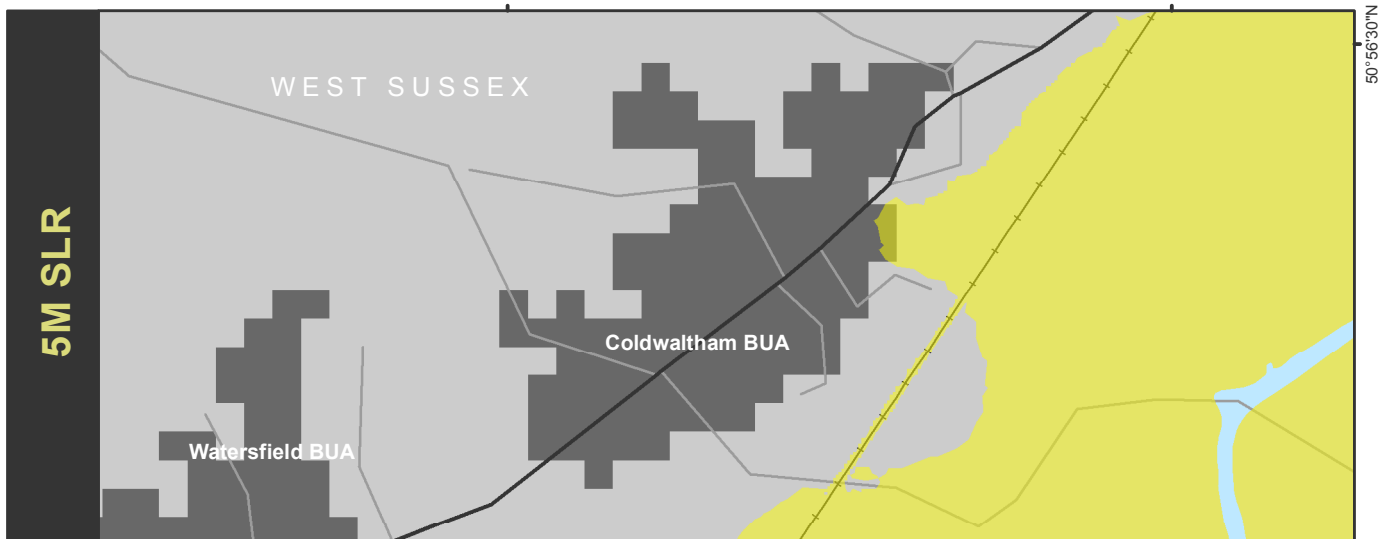 5M SLR
WEST SUSSEX
50°56'30"N
Coldwaltham BUA
Watersfield BUA